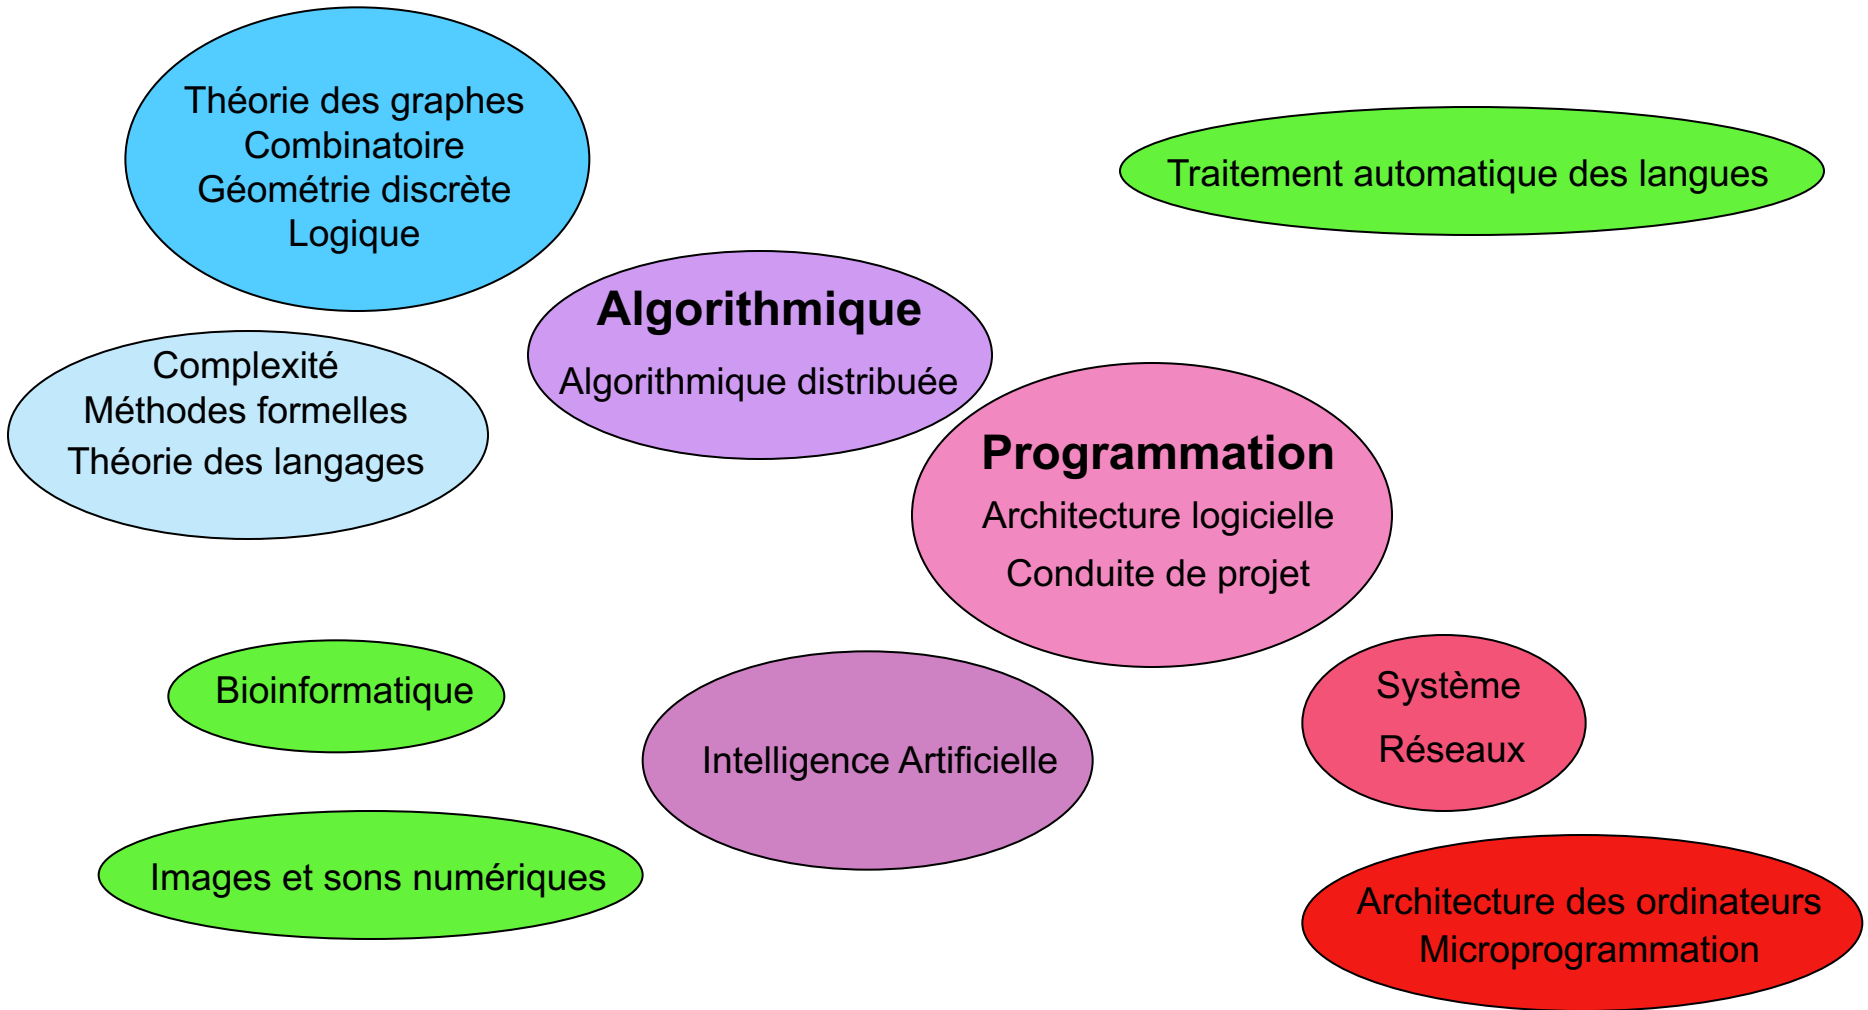 Théorie des graphes
Combinatoire
Géométrie discrète
Logique
Traitement automatique des langues
Algorithmique
Algorithmique distribuée
Complexité
Méthodes formelles
Théorie des langages
Programmation
Architecture logicielle
Conduite de projet
Bioinformatique
Intelligence Artificielle
Système
Réseaux
Images et sons numériques
Architecture des ordinateurs
Microprogrammation